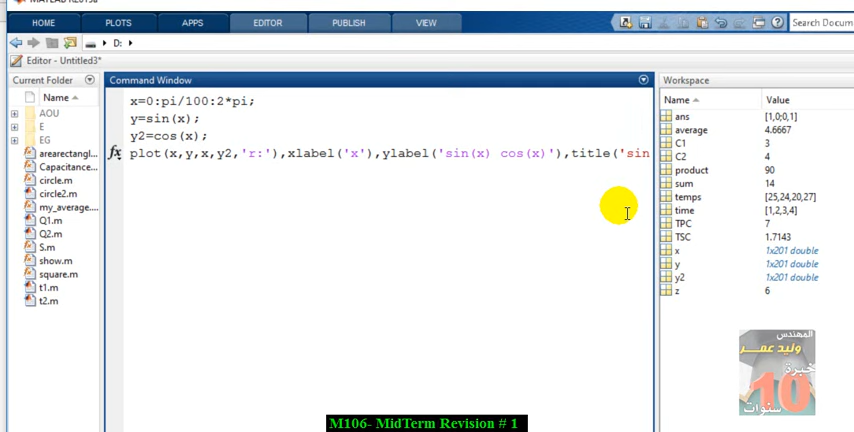 HOME PLOTS APPS EDITOR PUBLISH VIEW Search Docum
D:
Editor - Untitled3*
Current Folder Command Window Workspace
Name
AOU
E
EG
arearectangl...
Capacitance....
circle.m
circle2.m
my_average....
Q1.m
Q2.m
S.m
show.m
square.m
t1.m
t2.m
x=0:pi/100:2*pi;
y=sin(x);
y2=cos(x);
fx plot(x,y,x,y2,'r:'),xlabel('x'),ylabel('sin(x) cos(x)'),title('sin
Name Value
ans [1,0;0,1]
average 4.6667
C1 3
C2 4
product 90
sum 14
temps [25,24,20,27]
time [1,2,3,4]
TPC 7
TSC 1.7143
x 1x201 double
y 1x201 double
y2 1x201 double
z 6
المهندس
وليد عمر
خبرة
10
سنوات
M106- MidTerm Revision # 1